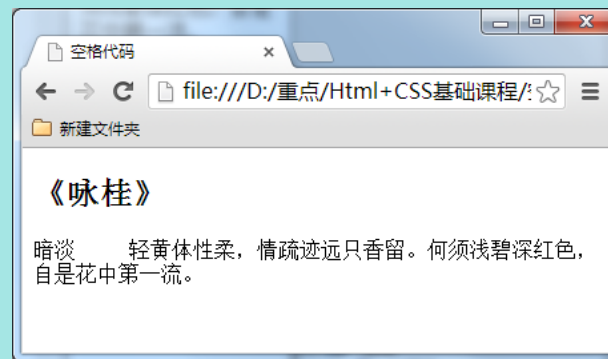 空格代码
file:///D:/重点/Html+CSS基础课程/
新建文件夹
《咏桂》
暗淡     轻黄体性柔，情疏迹远只香留。何须浅碧深红色，
自是花中第一流。